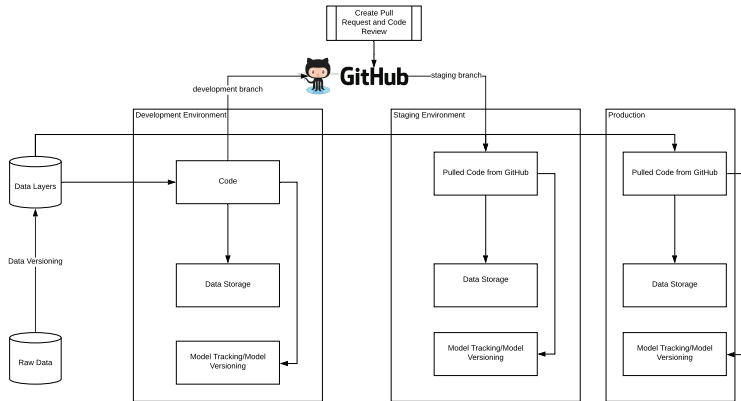 Create Pull
Request and Code
Review
GitHub
staging branch
development branch
Development Environment
Staging Environment
Production
Data Layers
Code
Pulled Code from GitHub
Pulled Code from GitHub
Data Versioning
Data Storage
Data Storage
Data Storage
Raw Data
Model Tracking/Model
Versioning
Model Tracking/Model
Versioning
Model Tracking/Model
Versioning